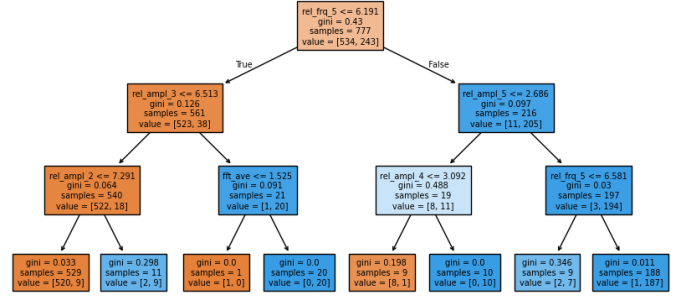 rel_frq_5 <= 6.191
gini = 0.43
samples = 777
value = [534, 243]
True
False
rel_ampl_3 <= 6.513
gini = 0.126
samples = 561
value = [523, 38]
rel_ampl_5 <= 2.686
gini = 0.097
samples = 216
value = [11, 205]
rel_ampl_2 <= 7.291
gini = 0.064
samples = 540
value = [522, 18]
fft_ave <= 1.525
gini = 0.091
samples = 21
value = [1, 20]
rel_ampl_4 <= 3.092
gini = 0.488
samples = 19
value = [8, 11]
rel_frq_5 <= 6.581
gini = 0.03
samples = 197
value = [3, 194]
gini = 0.033
samples = 529
value = [520, 9]
gini = 0.298
samples = 11
value = [2, 9]
gini = 0.0
samples = 1
value = [1, 0]
gini = 0.0
samples = 20
value = [0, 20]
gini = 0.198
samples = 9
value = [8, 1]
gini = 0.0
samples = 10
value = [0, 10]
gini = 0.346
samples = 9
value = [2, 7]
gini = 0.011
samples = 188
value = [1, 187]